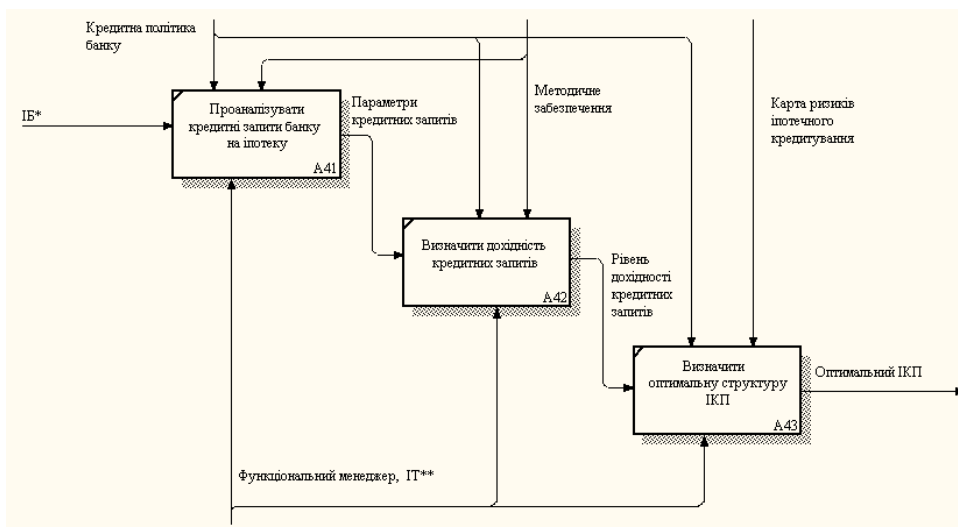 Кредитна політика
банку
ІБ*
Проаналізувати
кредитні запити банку
на іпотеку
A41
Параметри
кредитних запитів
Методичне
забезпечення
Карта ризиків
іпотечного
кредитування
Визначити дохідність
кредитних запитів
A42
Рівень
дохідності
кредитних
запитів
Визначити
оптимальну структуру
ІКП
A43
Оптимальний ІКП
Функціональний менеджер, ІТ**